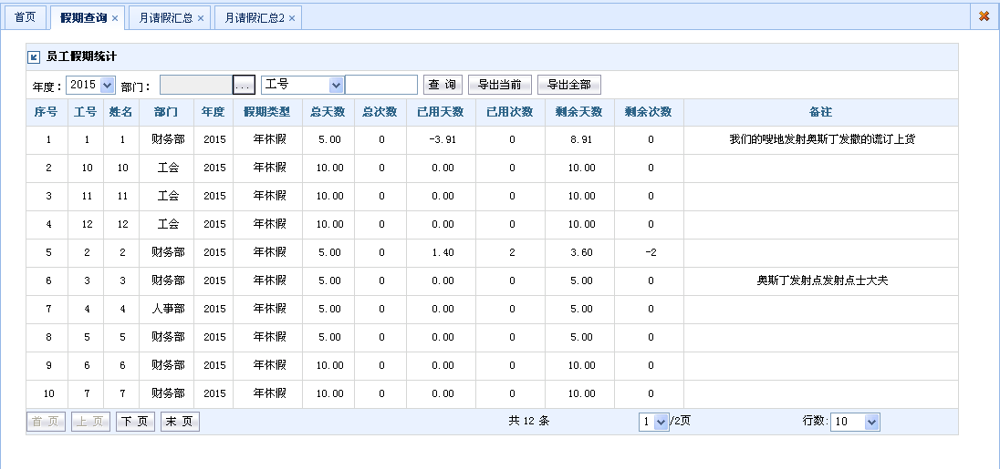 首页 假期查询 × 月请假汇总 × 月请假汇总2 ×
员工假期统计
年度： 2015 部门： ... 工号 查 询 导出当前 导出全部
序号 工号 姓名 部门 年度 假期类型 总天数 总次数 已用天数 已用次数 剩余天数 剩余次数 备注
1 1 1 财务部 2015 年休假 5.00 0 -3.91 0 8.91 0 我们的嗖地发射奥斯丁发撒的谎订上货
2 10 10 工会 2015 年休假 10.00 0 0.00 0 10.00 0
3 11 11 工会 2015 年休假 10.00 0 0.00 0 10.00 0
4 12 12 工会 2015 年休假 10.00 0 0.00 0 10.00 0
5 2 2 财务部 2015 年休假 5.00 0 1.40 2 3.60 -2
6 3 3 财务部 2015 年休假 5.00 0 0.00 0 5.00 0 奥斯丁发射点发射点士大夫
7 4 4 人事部 2015 年休假 5.00 0 0.00 0 5.00 0
8 5 5 财务部 2015 年休假 5.00 0 0.00 0 5.00 0
9 6 6 财务部 2015 年休假 10.00 0 0.00 0 10.00 0
10 7 7 财务部 2015 年休假 10.00 0 0.00 0 10.00 0
首 页 上 页 下 页 末 页 共 12 条 1 /2页 行数: 10